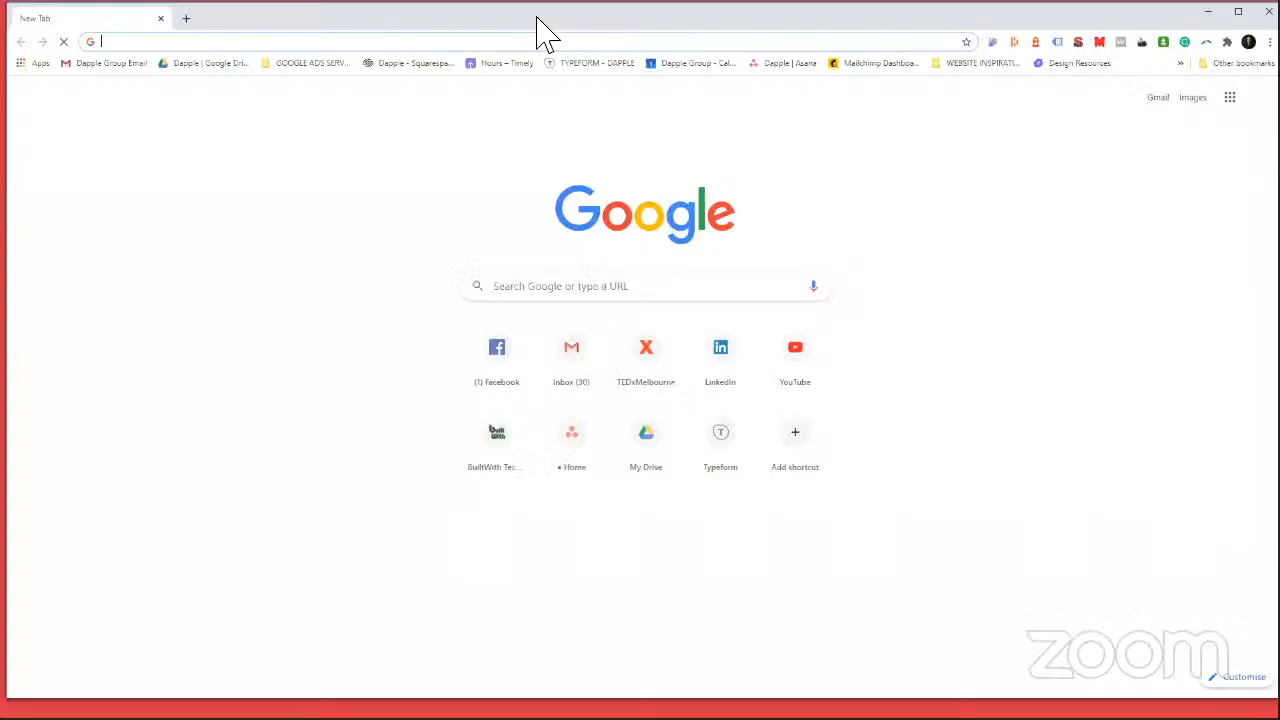 New Tab
Apps Dapple Group Email Dapple | Google Dri... GOOGLE ADS SERV... Dapple - Squarespa... Hours – Timely TYPEFORM - DAPPLE Dapple Group - Cal... Dapple | Asana Mailchimp Dashboa... WEBSITE INSPIRATI... Design Resources » Other bookmarks
Gmail Images
Google
Search Google or type a URL
(1) Facebook Inbox (30) TEDxMelbourne LinkedIn YouTube
BuiltWith Tec... • Home My Drive Typeform Add shortcut
zoom
Customise